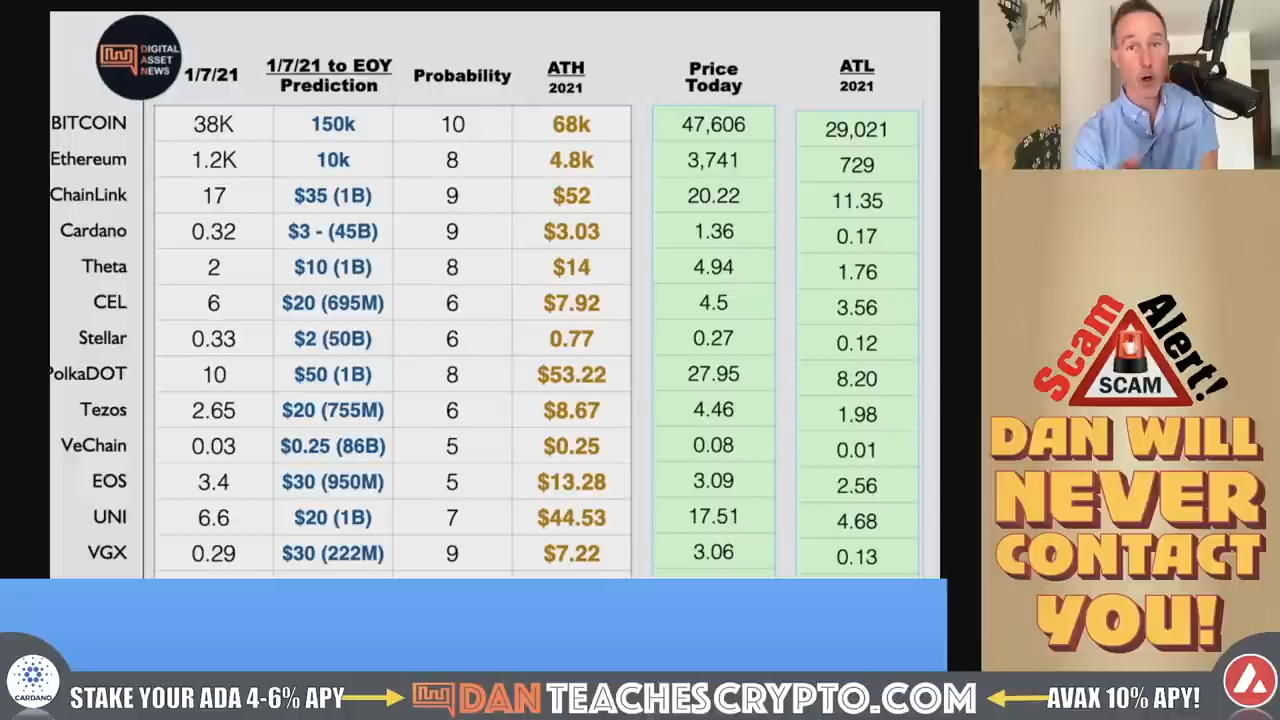 DIGITAL
ASSET
NEWS
1/7/21
1/7/21 to EOY
Prediction
Probability
ATH
2021
Price
Today
ATL
2021
BITCOIN 38K 150k 10 68k 47,606 29,021
Ethereum 1.2K 10k 8 4.8k 3,741 729
ChainLink 17 $35 (1B) 9 $52 20.22 11.35
Cardano 0.32 $3 - (45B) 9 $3.03 1.36 0.17
Theta 2 $10 (1B) 8 $14 4.94 1.76
CEL 6 $20 (695M) 6 $7.92 4.5 3.56
Stellar 0.33 $2 (50B) 6 0.77 0.27 0.12
PolkaDOT 10 $50 (1B) 8 $53.22 27.95 8.20
Tezos 2.65 $20 (755M) 6 $8.67 4.46 1.98
VeChain 0.03 $0.25 (86B) 5 $0.25 0.08 0.01
EOS 3.4 $30 (950M) 5 $13.28 3.09 2.56
UNI 6.6 $20 (1B) 7 $44.53 17.51 4.68
VGX 0.29 $30 (222M) 9 $7.22 3.06 0.13
Scam Alert!
SCAM
DAN WILL
NEVER
CONTACT
YOU!
CARDANO
STAKE YOUR ADA 4-6% APY
DAN TEACHESCRYPTO.COM
AVAX 10% APY!